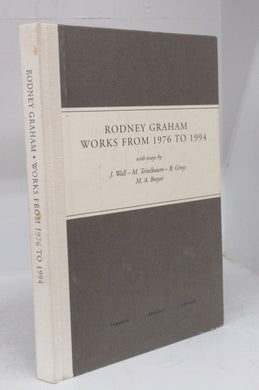 RODNEY GRAHAM • WORKS FROM 1976 TO 1994
RODNEY GRAHAM
WORKS FROM 1976 TO 1994
with essays by
J. Wall – M. Teitelbaum – B. Groys
M. A. Brayer